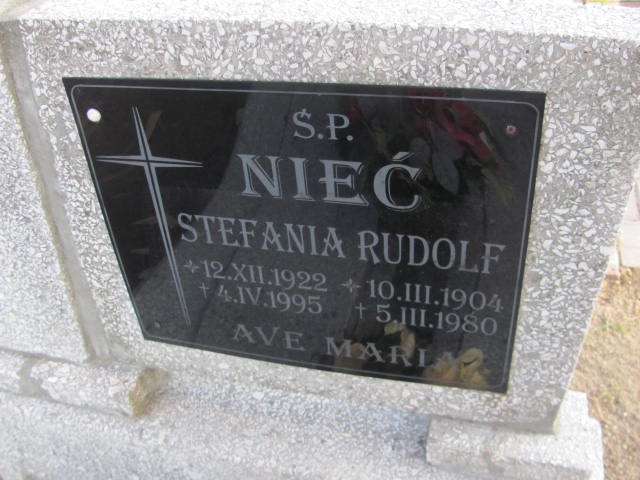 Ś.P.
NIEĆ
STEFANIA RUDOLF
* 12.XII.1922 * 10.III.1904
† 4.IV.1995 † 5.III.1980
AVE MARIA